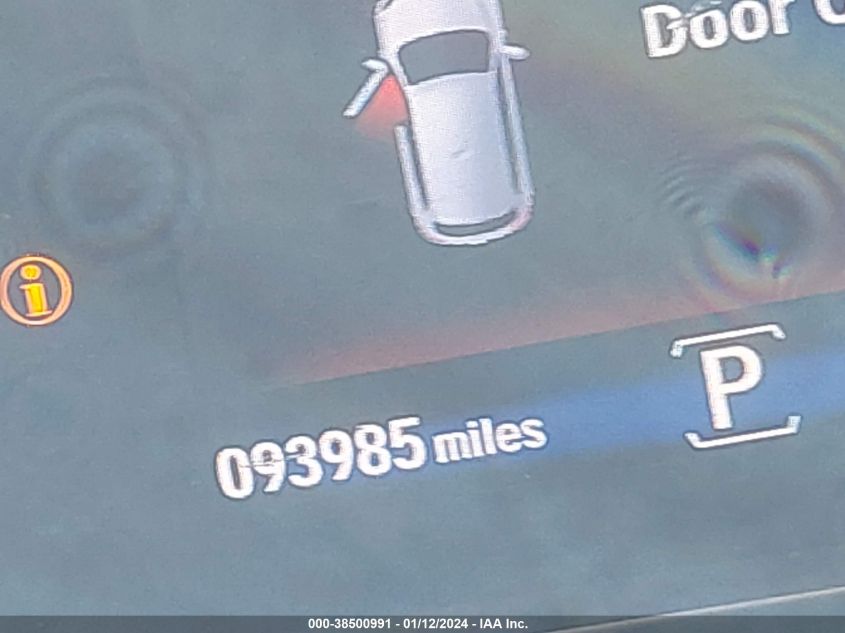 Door
i
P
093985 miles
000-38500991 - 01/12/2024 - IAA Inc.